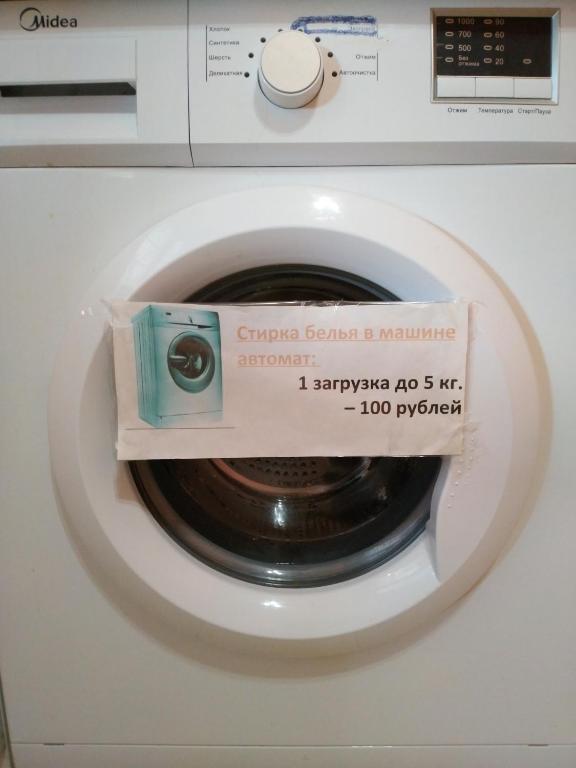 Midea
Хлопок
Синтетика
Шерсть
Деликатная
Отжим
Автоочистка
1000 90
700 60
500 40
Без отжима 20
Отжим Температура Старт/Пауза
Стирка белья в машине
автомат:
1 загрузка до 5 кг.
– 100 рублей